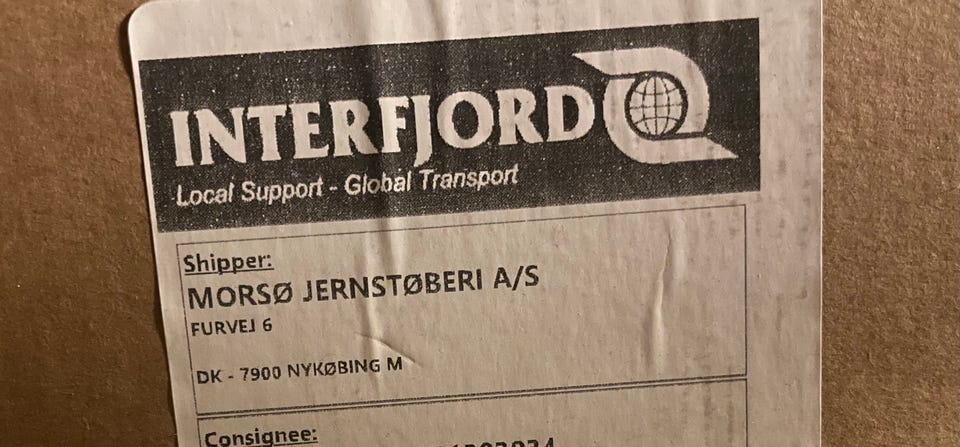 INTERFJORD
Local Support - Global Transport
Shipper:
MORSØ JERNSTØBERI A/S
FURVEJ 6
DK - 7900 NYKØBING M
Consignee: